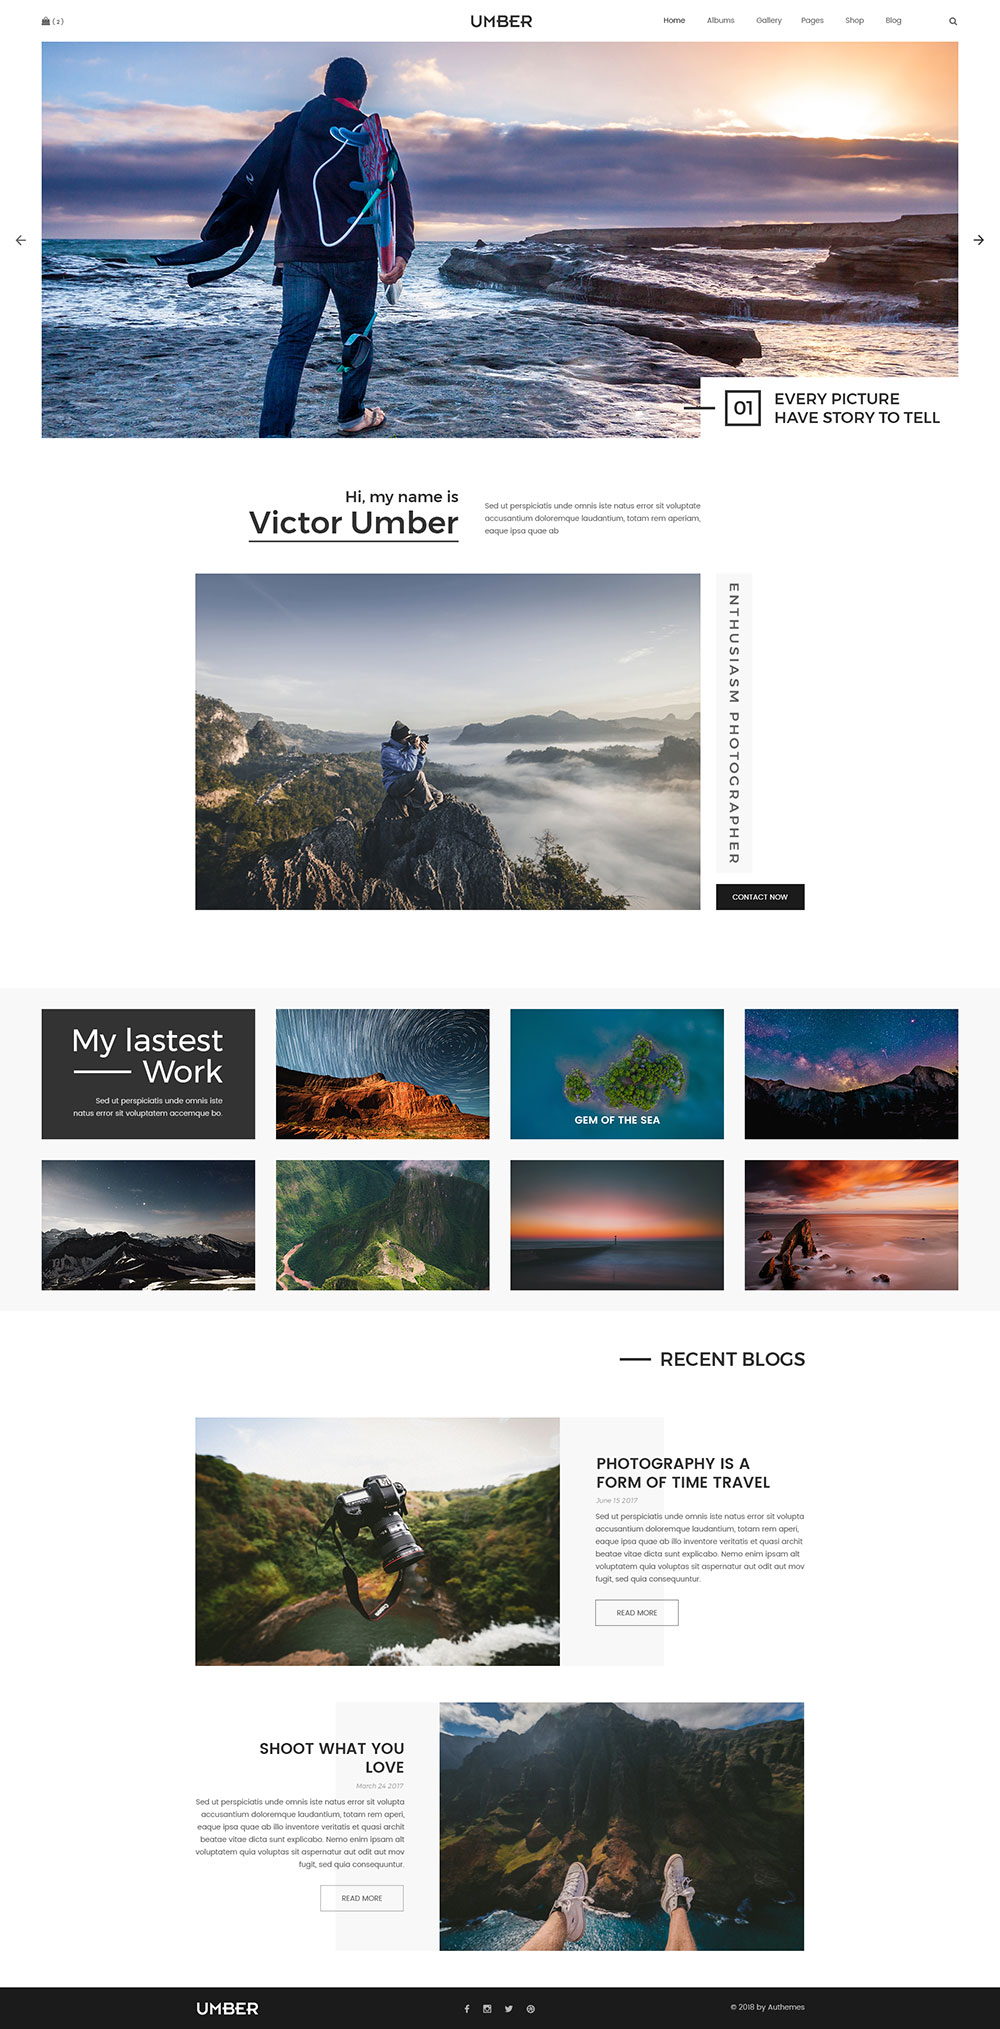 (2)
UMBER
Home Albums Gallery Pages Shop Blog
01
EVERY PICTURE
HAVE STORY TO TELL
Hi, my name is
Victor Umber
Sed ut perspiciatis unde omnis iste natus error sit voluptate
accusantium doloremque laudantium, totam rem aperiam,
eaque ipsa quae ab
ENTHUSIASM PHOTOGRAPHER
CONTACT NOW
My lastest
Work
Sed ut perspiciatis unde omnis iste
natus error sit voluptatem accemque bo.
GEM OF THE SEA
RECENT BLOGS
PHOTOGRAPHY IS A
FORM OF TIME TRAVEL
June 15 2017
Sed ut perspiciatis unde omnis iste natus error sit volupta
accusantium doloremque laudantium, totam rem aperi,
eaque ipsa quae ab illo inventore veritatis et quasi archit
beatae vitae dicta sunt explicabo. Nemo enim ipsam alt
voluptatem quia voluptas sit aspernatur aut odit aut mov
fugit, sed quia consequuntur.
READ MORE
SHOOT WHAT YOU
LOVE
March 24 2017
Sed ut perspiciatis unde omnis iste natus error sit volupta
accusantium doloremque laudantium, totam rem aperi,
eaque ipsa quae ab illo inventore veritatis et quasi archit
beatae vitae dicta sunt explicabo. Nemo enim ipsam alt
voluptatem quia voluptas sit aspernatur aut odit aut mov
fugit, sed quia consequuntur.
READ MORE
UMBER
© 2018 by Authemes